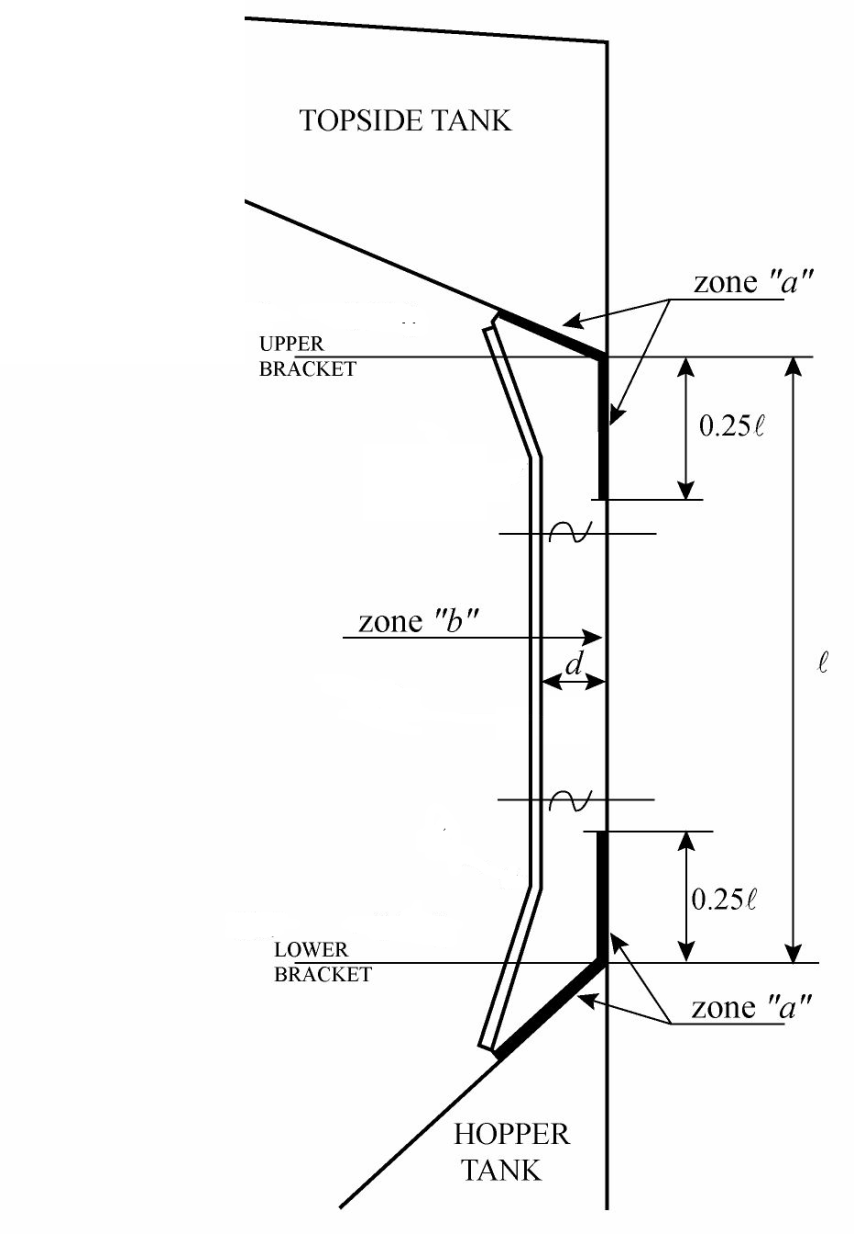 TOPSIDE TANK
zone "a"
UPPER
BRACKET
0.25ℓ
zone "b"
d
ℓ
0.25ℓ
LOWER
BRACKET
zone "a"
HOPPER
TANK